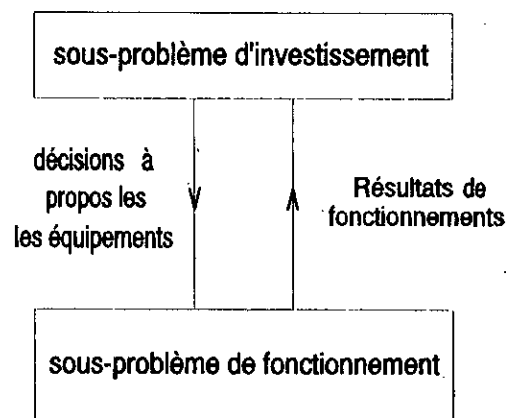 sous-problème d'investissement
décisions à
propos les
les équipements
Résultats de
fonctionnements
sous-problème de fonctionnement